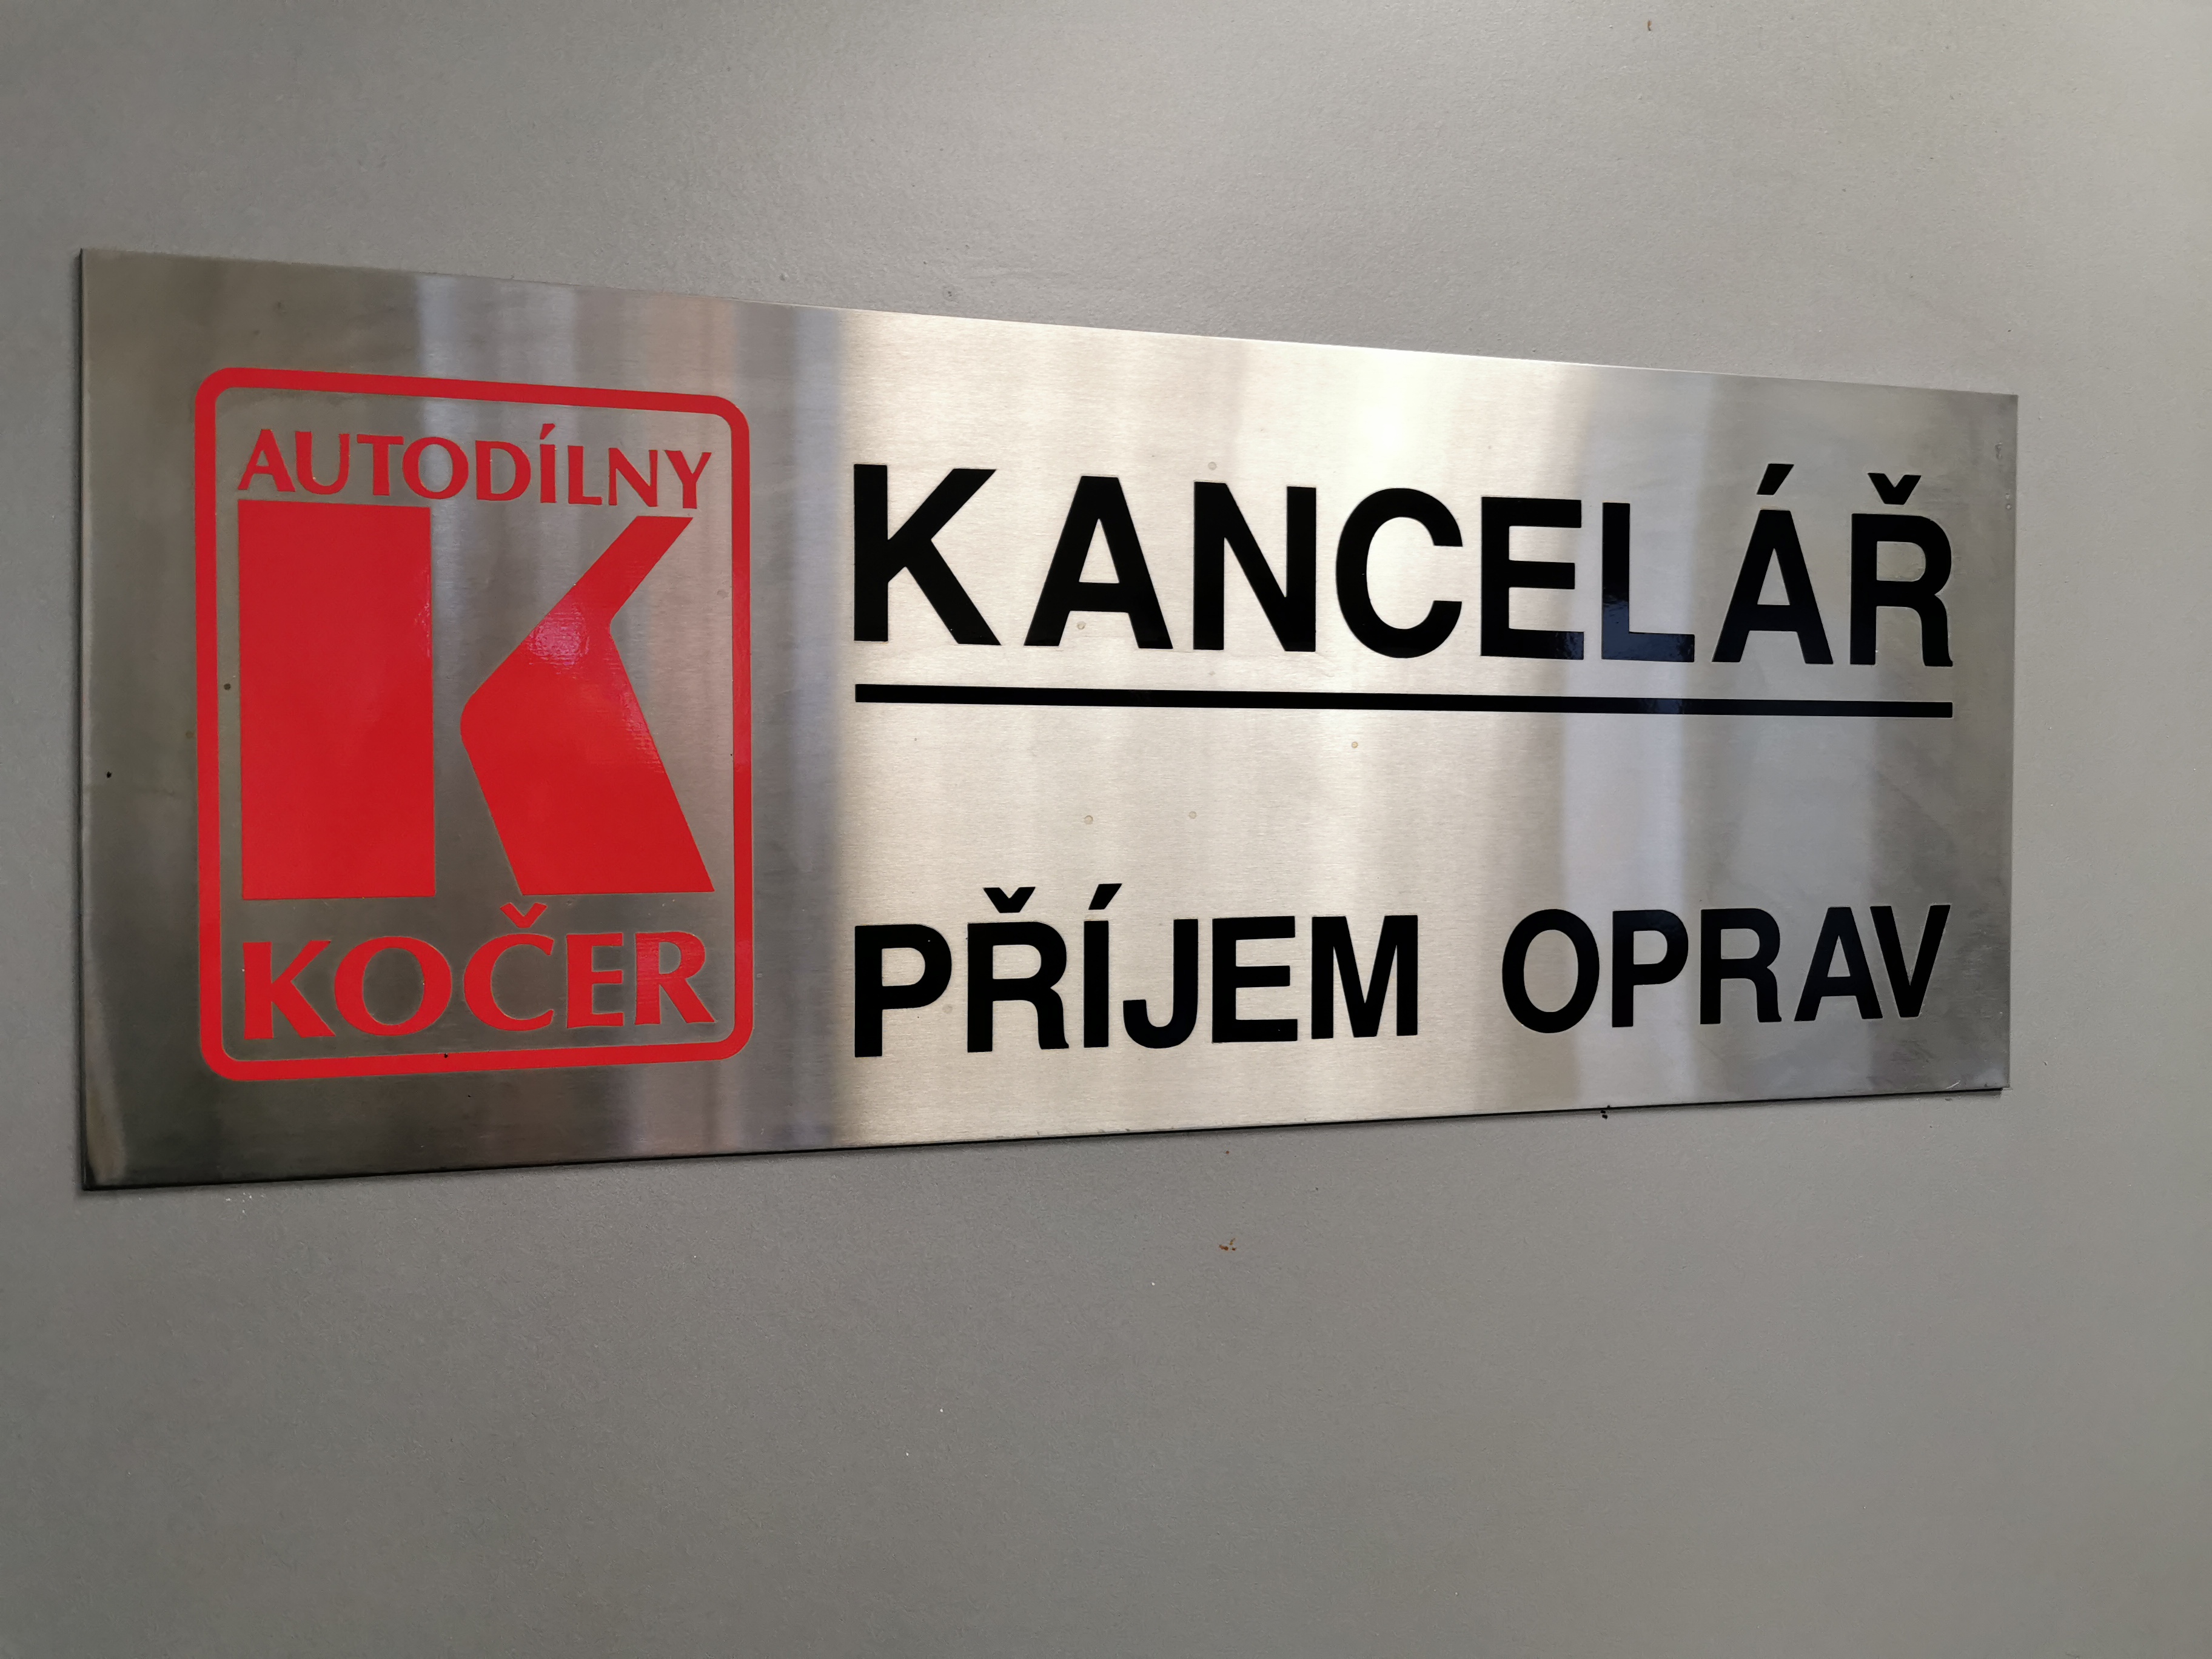 AUTODÍLNY
K
KOČER
KANCELÁŘ
PŘÍJEM OPRAV